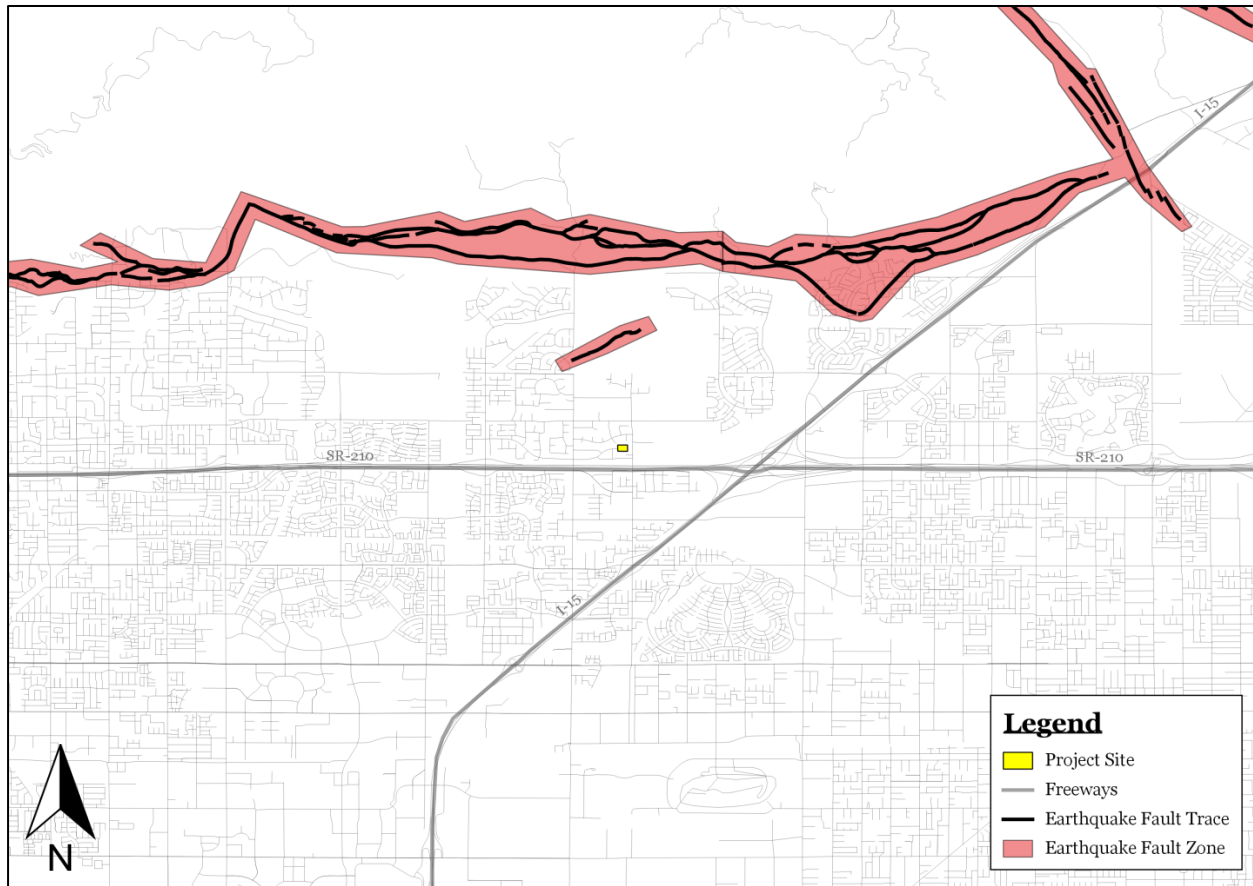 I-15
SR-210
SR-210
I-15
Legend
Project Site
Freeways
Earthquake Fault Trace
Earthquake Fault Zone
N